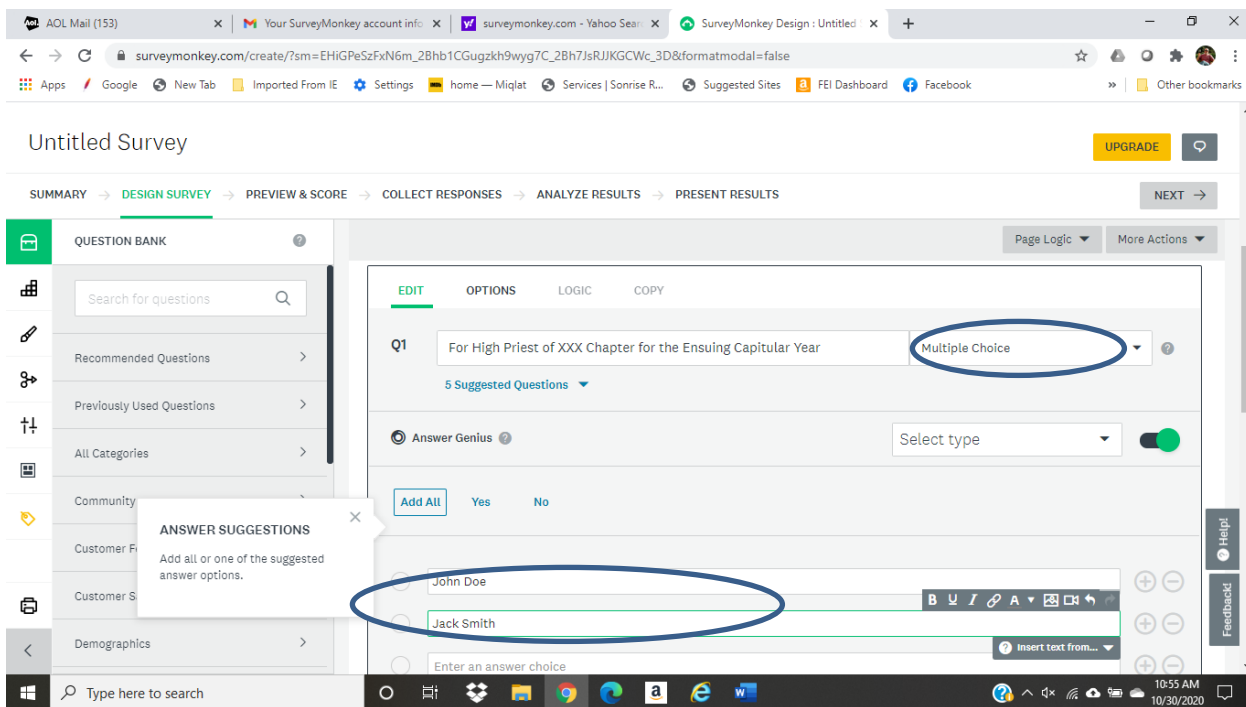 AOL Mail (153)
Your SurveyMonkey account info
surveymonkey.com - Yahoo Sear
SurveyMonkey Design : Untitled
surveymonkey.com/create/?sm=EHiGPeSzFxN6m_2Bhb1CGugzkh9wyg7C_2Bh7JsRJJKGCWc_3D&formatmodal=false
Apps Google New Tab Imported From IE Settings home — Miqlat Services | Sonrise R... Suggested Sites FEI Dashboard Facebook » Other bookmarks
Untitled Survey
UPGRADE
SUMMARY → DESIGN SURVEY → PREVIEW & SCORE → COLLECT RESPONSES → ANALYZE RESULTS → PRESENT RESULTS
NEXT →
QUESTION BANK
Page Logic
More Actions
Search for questions
EDIT OPTIONS LOGIC COPY
Q1 For High Priest of XXX Chapter for the Ensuing Capitular Year Multiple Choice
Recommended Questions
5 Suggested Questions
Previously Used Questions
Answer Genius
Select type
All Categories
Community
Add All Yes No
ANSWER SUGGESTIONS
Add all or one of the suggested
answer options.
Customer F
Customer S
Demographics
John Doe
B U I A
Jack Smith
Insert text from...
Enter an answer choice
Help!
Feedback!
Type here to search
10:55 AM
10/30/2020